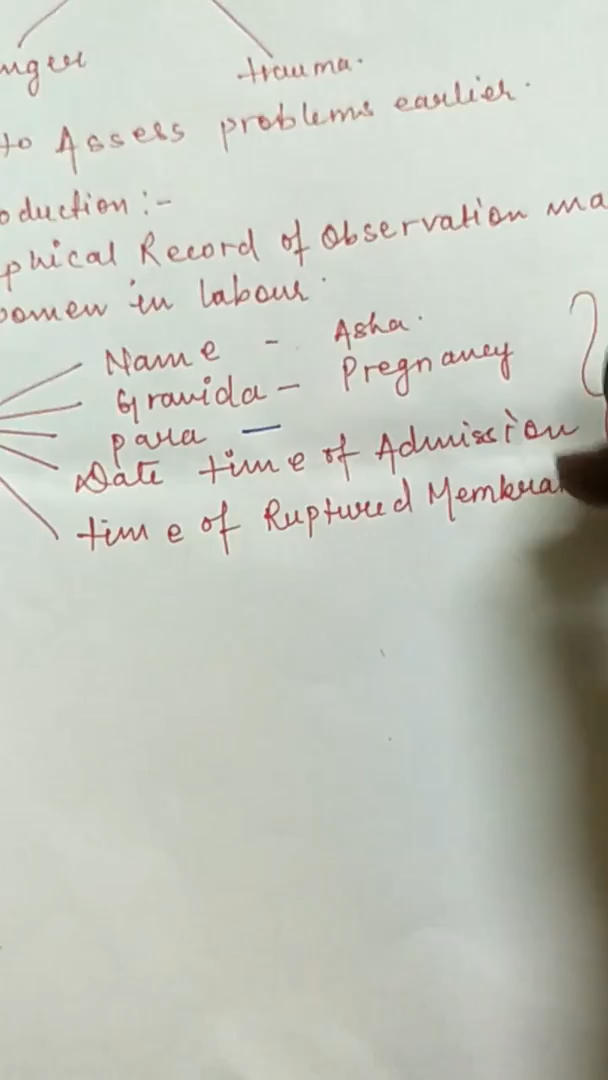 trauma.
to Assess problems earlier.
oduction :-
phical Record of Observation ma
omen in labour.
Name - Asha.
Gravida - Pregnancy
para -
Date time of Admission
time of Ruptured Membra